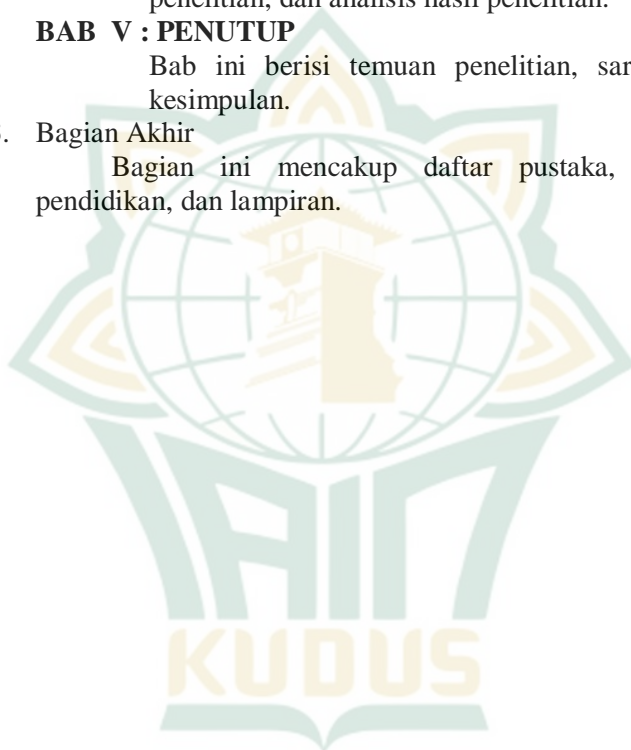 penelitian, dan analisis hasil penelitian.
BAB V : PENUTUP
Bab ini berisi temuan penelitian, sar
kesimpulan.
. Bagian Akhir
Bagian ini mencakup daftar pustaka,
pendidikan, dan lampiran.
IAIN
KUDUS